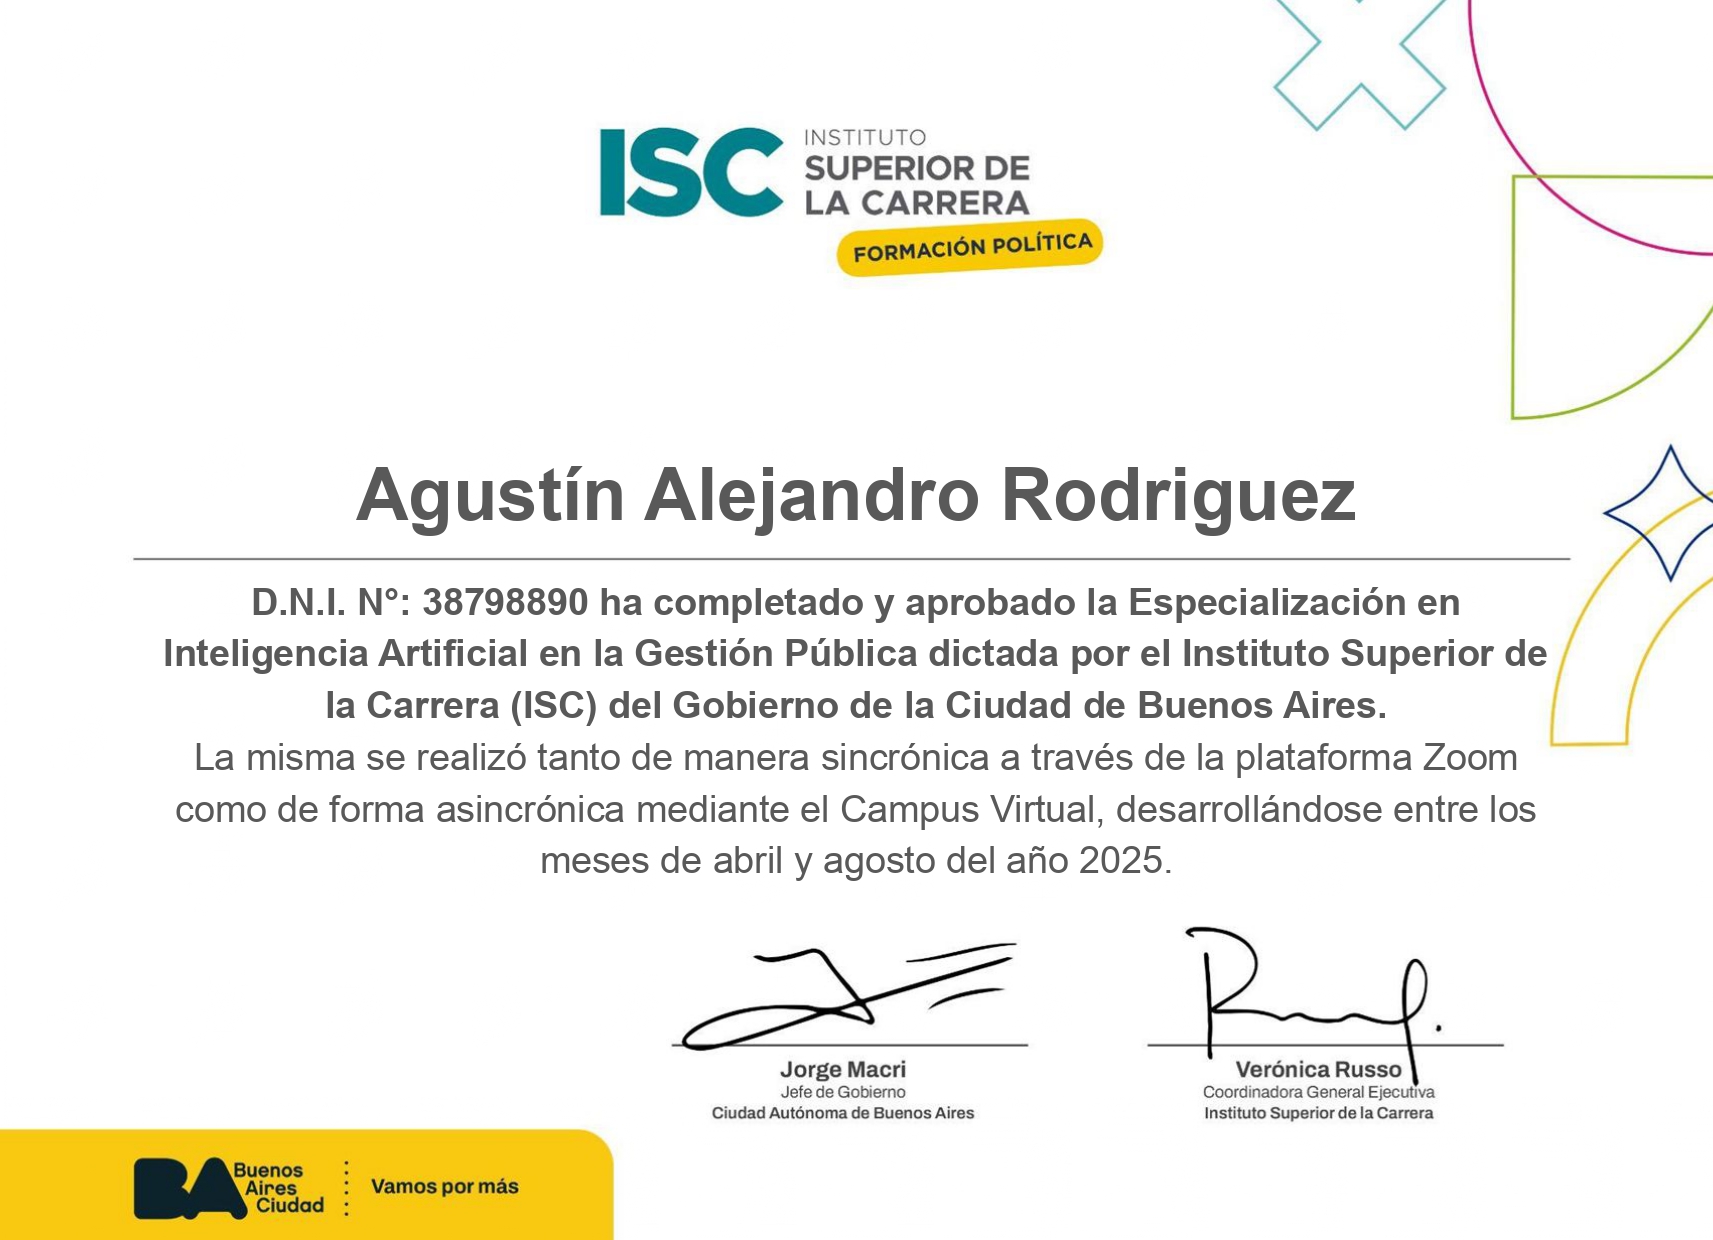 ISC INSTITUTO
SUPERIOR DE
LA CARRERA
FORMACIÓN POLÍTICA
Agustín Alejandro Rodriguez
D.N.I. N°: 38798890 ha completado y aprobado la Especialización en
Inteligencia Artificial en la Gestión Pública dictada por el Instituto Superior de
la Carrera (ISC) del Gobierno de la Ciudad de Buenos Aires.
La misma se realizó tanto de manera sincrónica a través de la plataforma Zoom
como de forma asincrónica mediante el Campus Virtual, desarrollándose entre los
meses de abril y agosto del año 2025.
Jorge Macri
Jefe de Gobierno
Ciudad Autónoma de Buenos Aires
Verónica Russo
Coordinadora General Ejecutiva
Instituto Superior de la Carrera
BA Buenos
Aires
Ciudad
Vamos por más